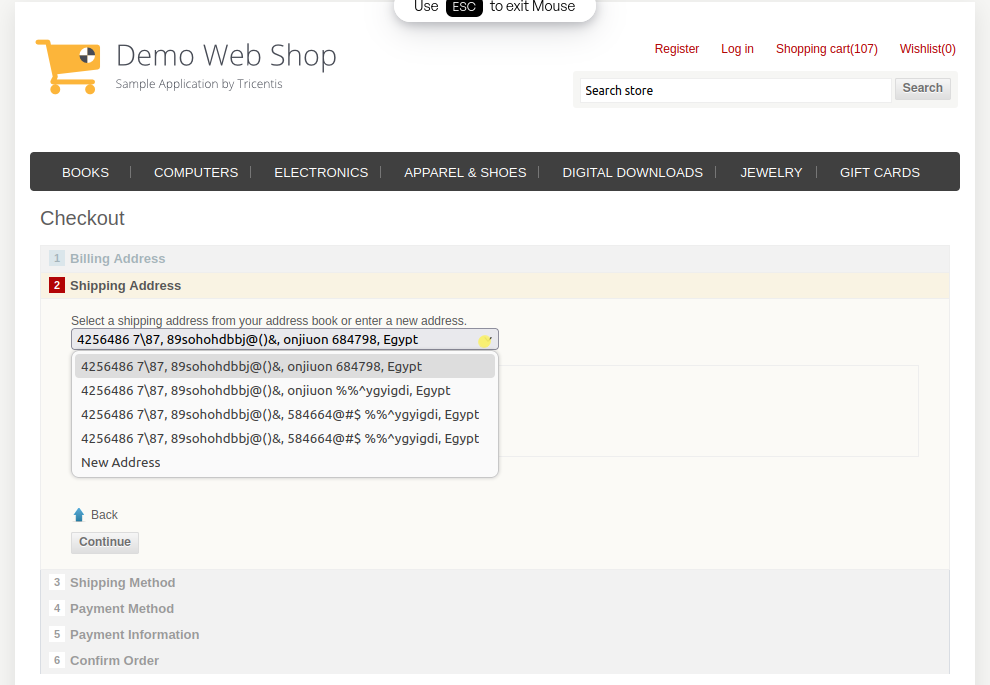 Use ESC to exit Mouse
Register Log in Shopping cart(107) Wishlist(0)
Demo Web Shop
Sample Application by Tricentis
Search store Search
BOOKS COMPUTERS ELECTRONICS APPAREL & SHOES DIGITAL DOWNLOADS JEWELRY GIFT CARDS
Checkout
1 Billing Address
2 Shipping Address
Select a shipping address from your address book or enter a new address.
4256486 7\87, 89sohohdbbj@()&, onjiuon 684798, Egypt
4256486 7\87, 89sohohdbbj@()&, onjiuon 684798, Egypt
4256486 7\87, 89sohohdbbj@()&, onjiuon %%^ygyigdi, Egypt
4256486 7\87, 89sohohdbbj@()&, 584664@#$ %%^ygyigdi, Egypt
4256486 7\87, 89sohohdbbj@()&, 584664@#$ %%^ygyigdi, Egypt
New Address
Back
Continue
3 Shipping Method
4 Payment Method
5 Payment Information
6 Confirm Order